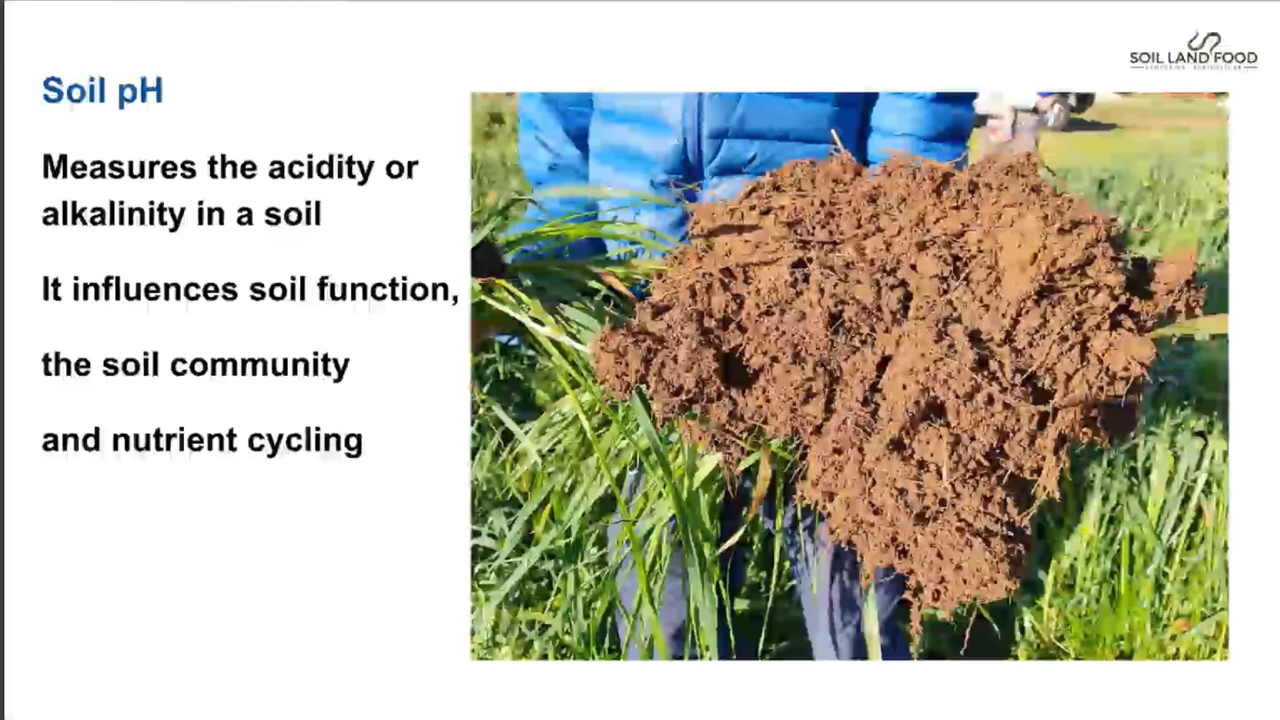 Soil pH
Measures the acidity or
alkalinity in a soil
It influences soil function,
the soil community
and nutrient cycling
SOIL LAND FOOD